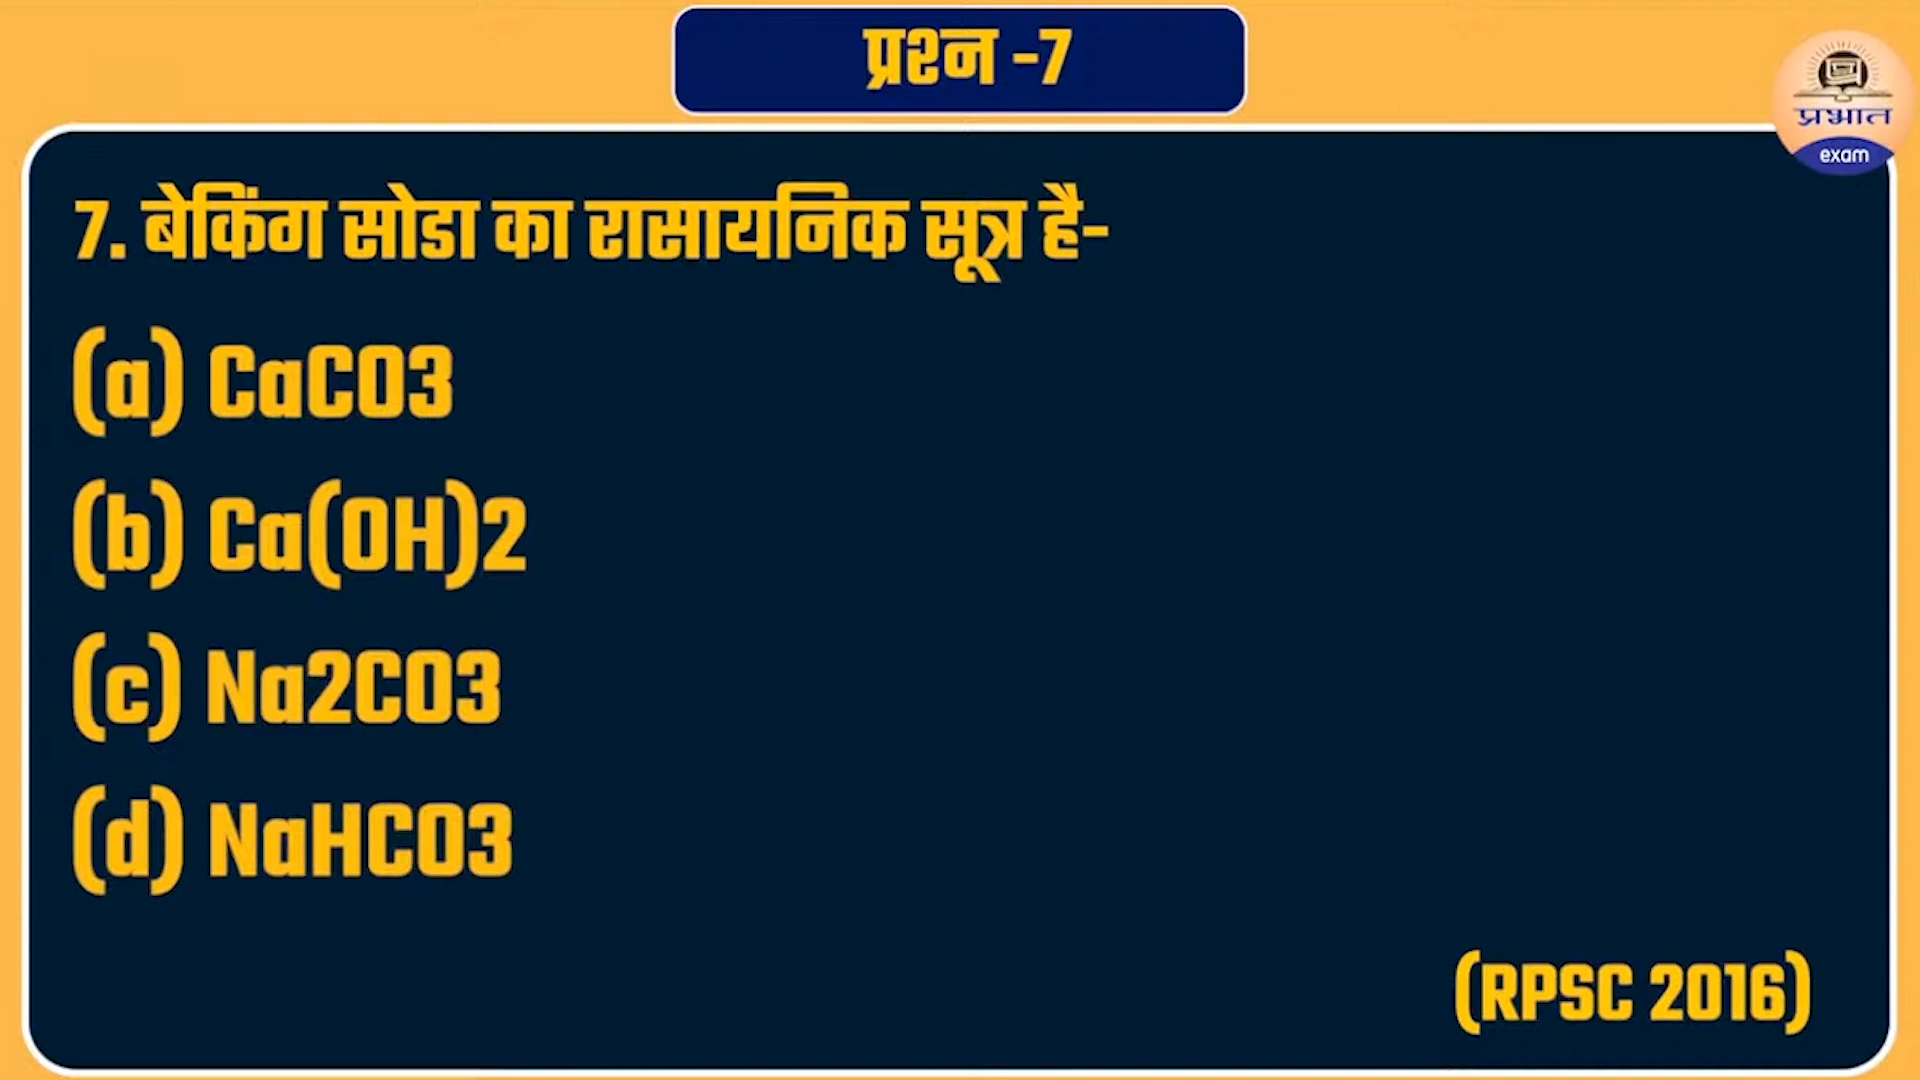 प्रश्न -7
प्रभात
exam
7. बेकिंग सोडा का रासायनिक सूत्र है-
(a) CaCO3
(b) Ca(OH)2
(c) Na2CO3
(d) NaHCO3
(RPSC 2016)